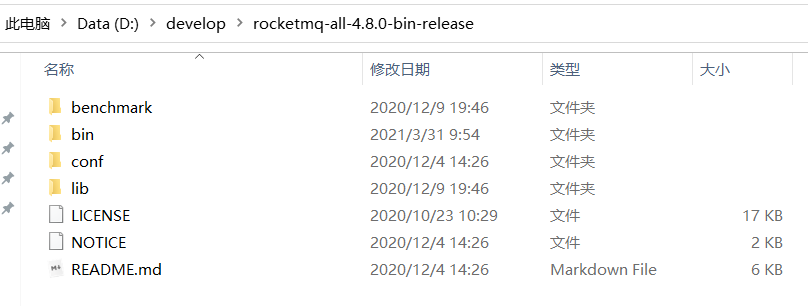 此电脑 > Data (D:) > develop > rocketmq-all-4.8.0-bin-release
名称 修改日期 类型 大小
benchmark 2020/12/9 19:46 文件夹
bin 2021/3/31 9:54 文件夹
conf 2020/12/4 14:26 文件夹
lib 2020/12/9 19:46 文件夹
LICENSE 2020/10/23 10:29 文件 17 KB
NOTICE 2020/12/4 14:26 文件 2 KB
README.md 2020/12/4 14:26 Markdown File 6 KB